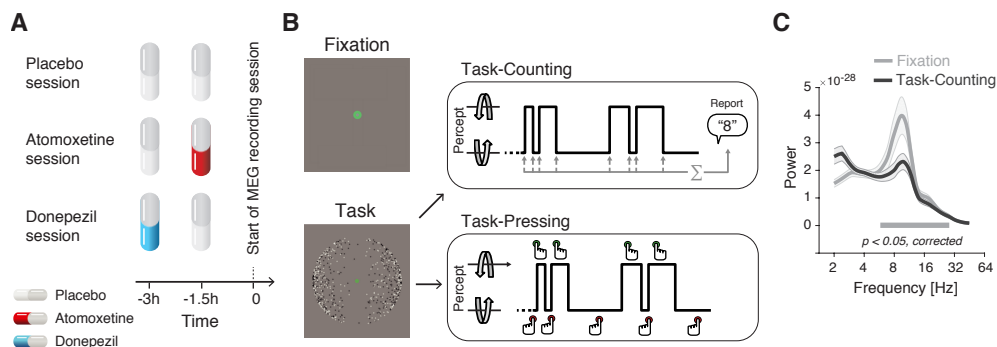 A
Placebo
session
Atomoxetine
session
Donepezil
session
Start of MEG recording session
-3h
-1.5h
0
Time
Placebo
Atomoxetine
Donepezil
B
Fixation
Task
Task-Counting
Percept
Report
“8”
Σ
Task-Pressing
Percept
C
Fixation
Task-Counting
×10-28
Power
5
4
3
2
1
0
p < 0.05, corrected
2
4
8
16
32
64
Frequency [Hz]